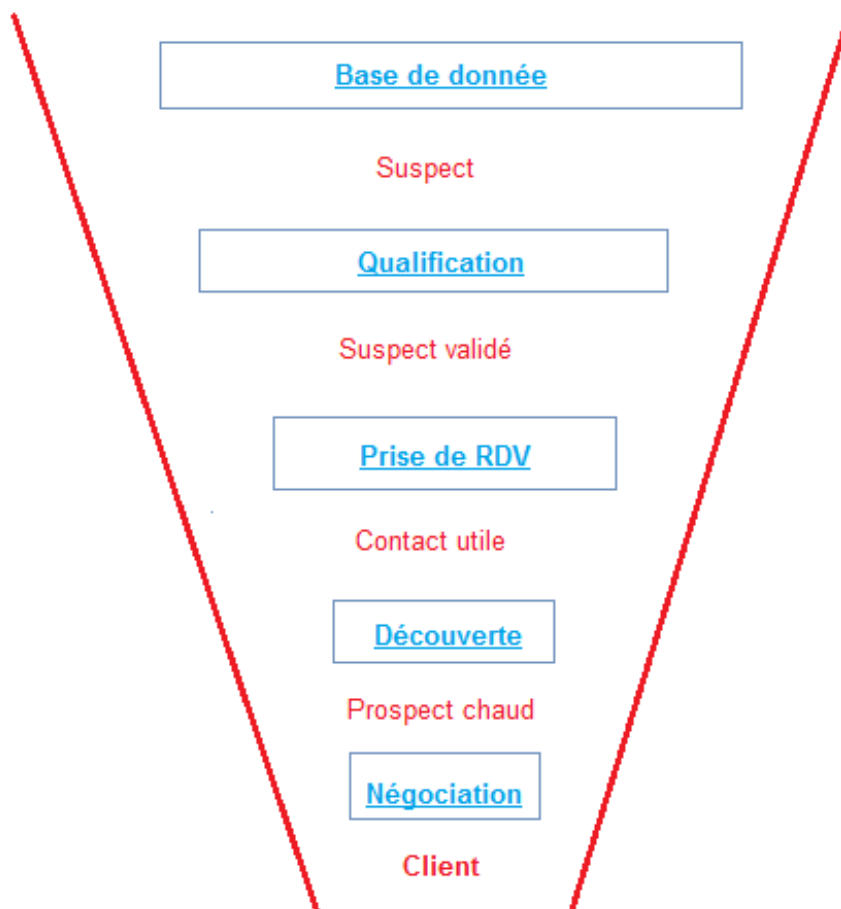 Base de donnée
Suspect
Qualification
Suspect validé
Prise de RDV
Contact utile
Découverte
Prospect chaud
Négociation
Client